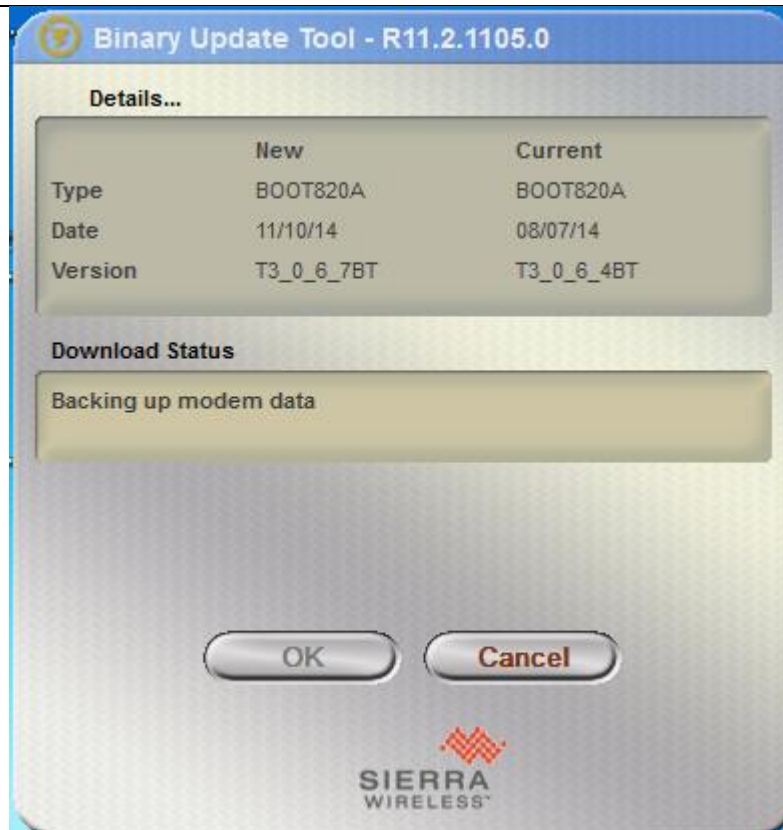 Binary Update Tool - R11.2.1105.0
Details...
New Current
Type BOOT820A BOOT820A
Date 11/10/14 08/07/14
Version T3_0_6_7BT T3_0_6_4BT
Download Status
Backing up modem data
OK Cancel
SIERRA
WIRELESS™